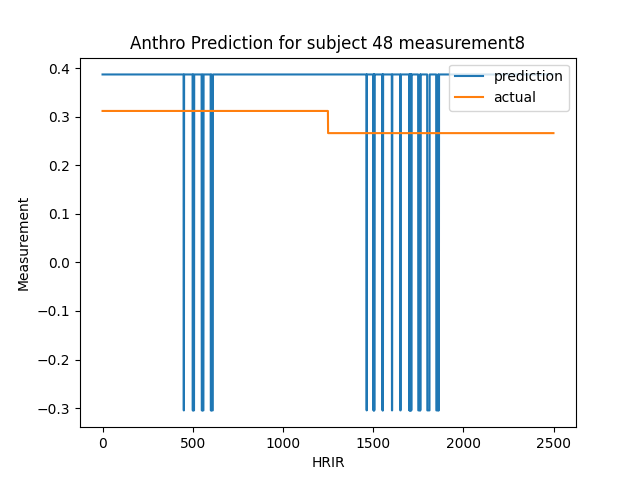 Anthro Prediction for subject 48 measurement8
prediction
actual
0.4
0.3
0.2
0.1
0.0
−0.1
−0.2
−0.3
Measurement
0 500 1000 1500 2000 2500
HRIR